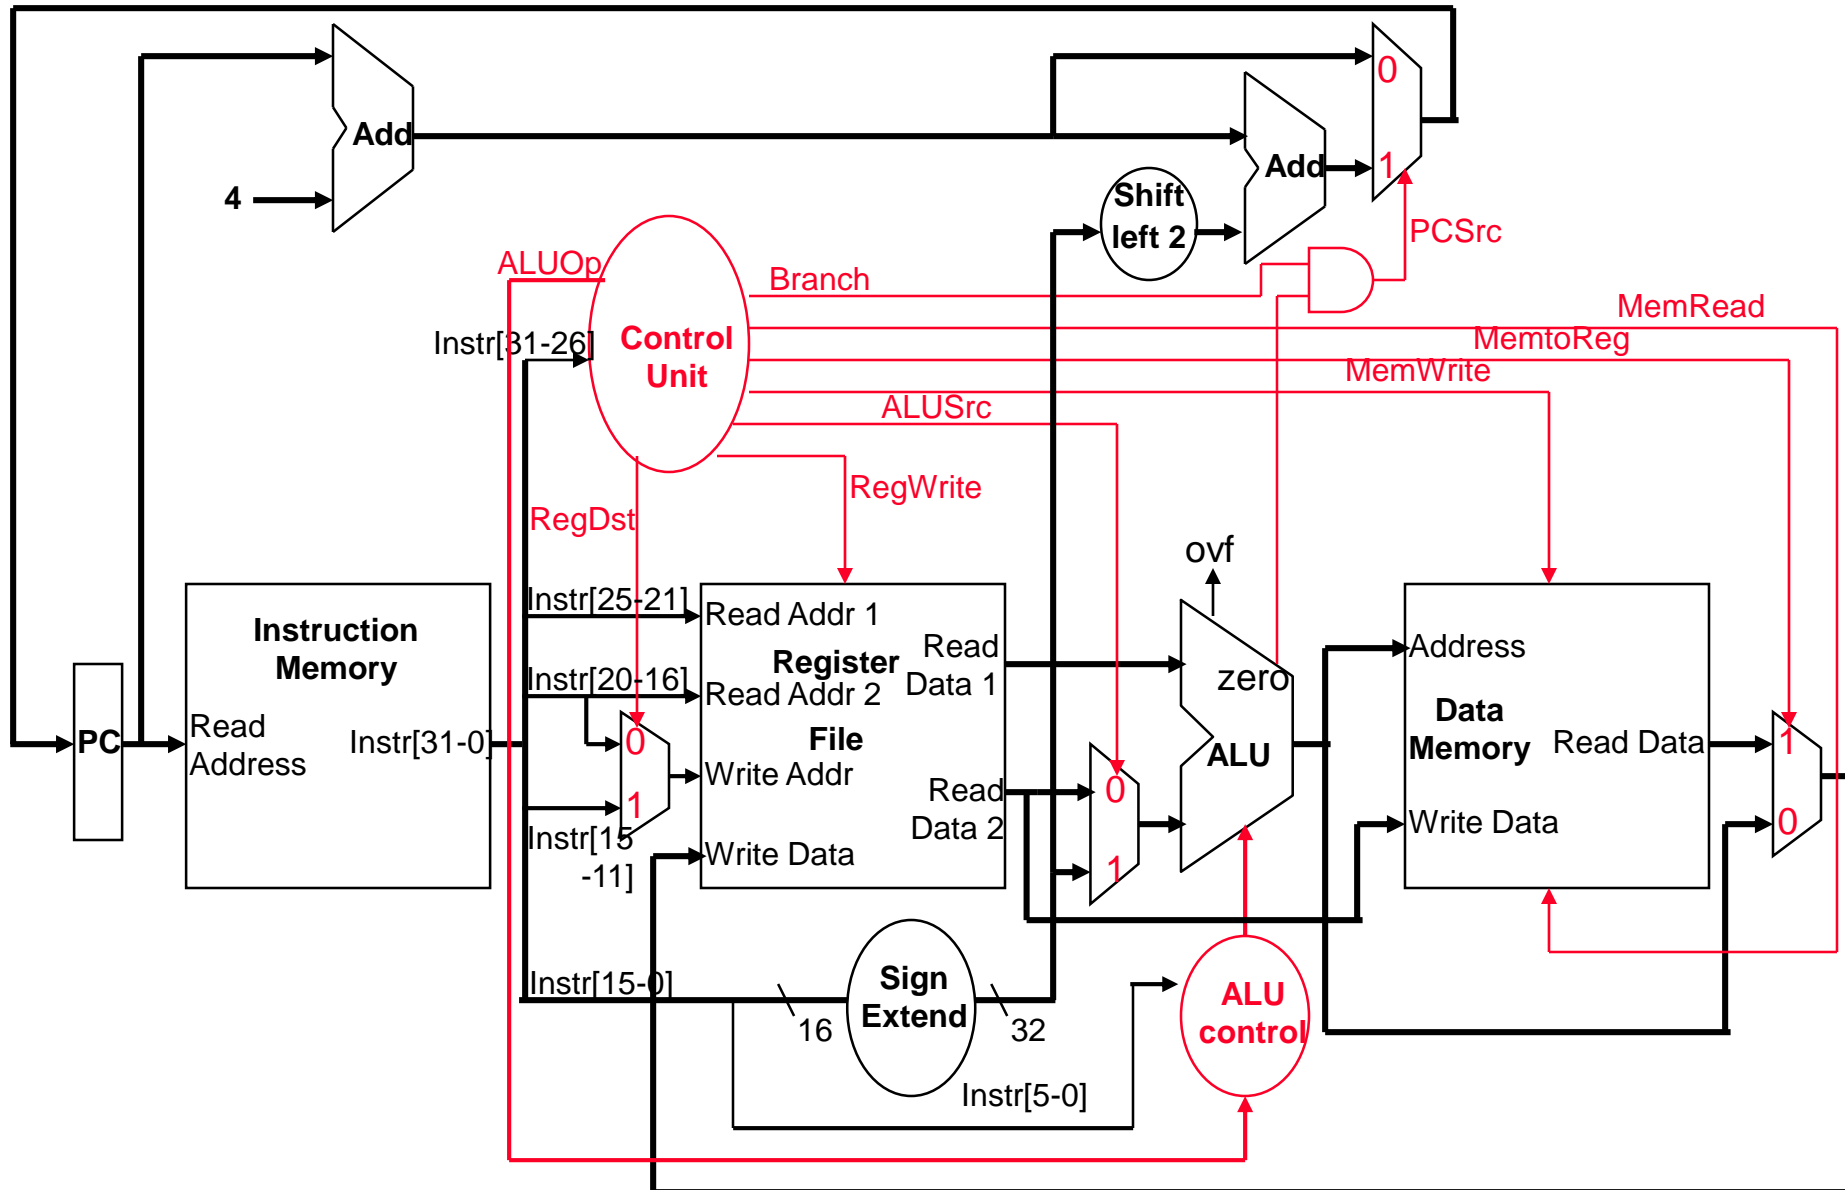 0
Add
Add
1
4
Shift
left 2
PCSrc
ALUOp
Branch
MemRead
Instr[31-26]
Control
Unit
MemtoReg
MemWrite
ALUSrc
RegWrite
RegDst
ovf
Instr[25-21]
Read Addr 1
Instruction
Memory
Register
Read
Data 1
Address
Instr[20-16]
Read Addr 2
zero
PC
Read
Address
Instr[31-0]
0
File
Data
Memory
Read Data
1
Write Addr
ALU
0
Read
Data 2
1
Write Data
0
Instr[15
-11]
Write Data
1
Instr[15-0]
Sign
Extend
16
32
ALU
control
Instr[5-0]